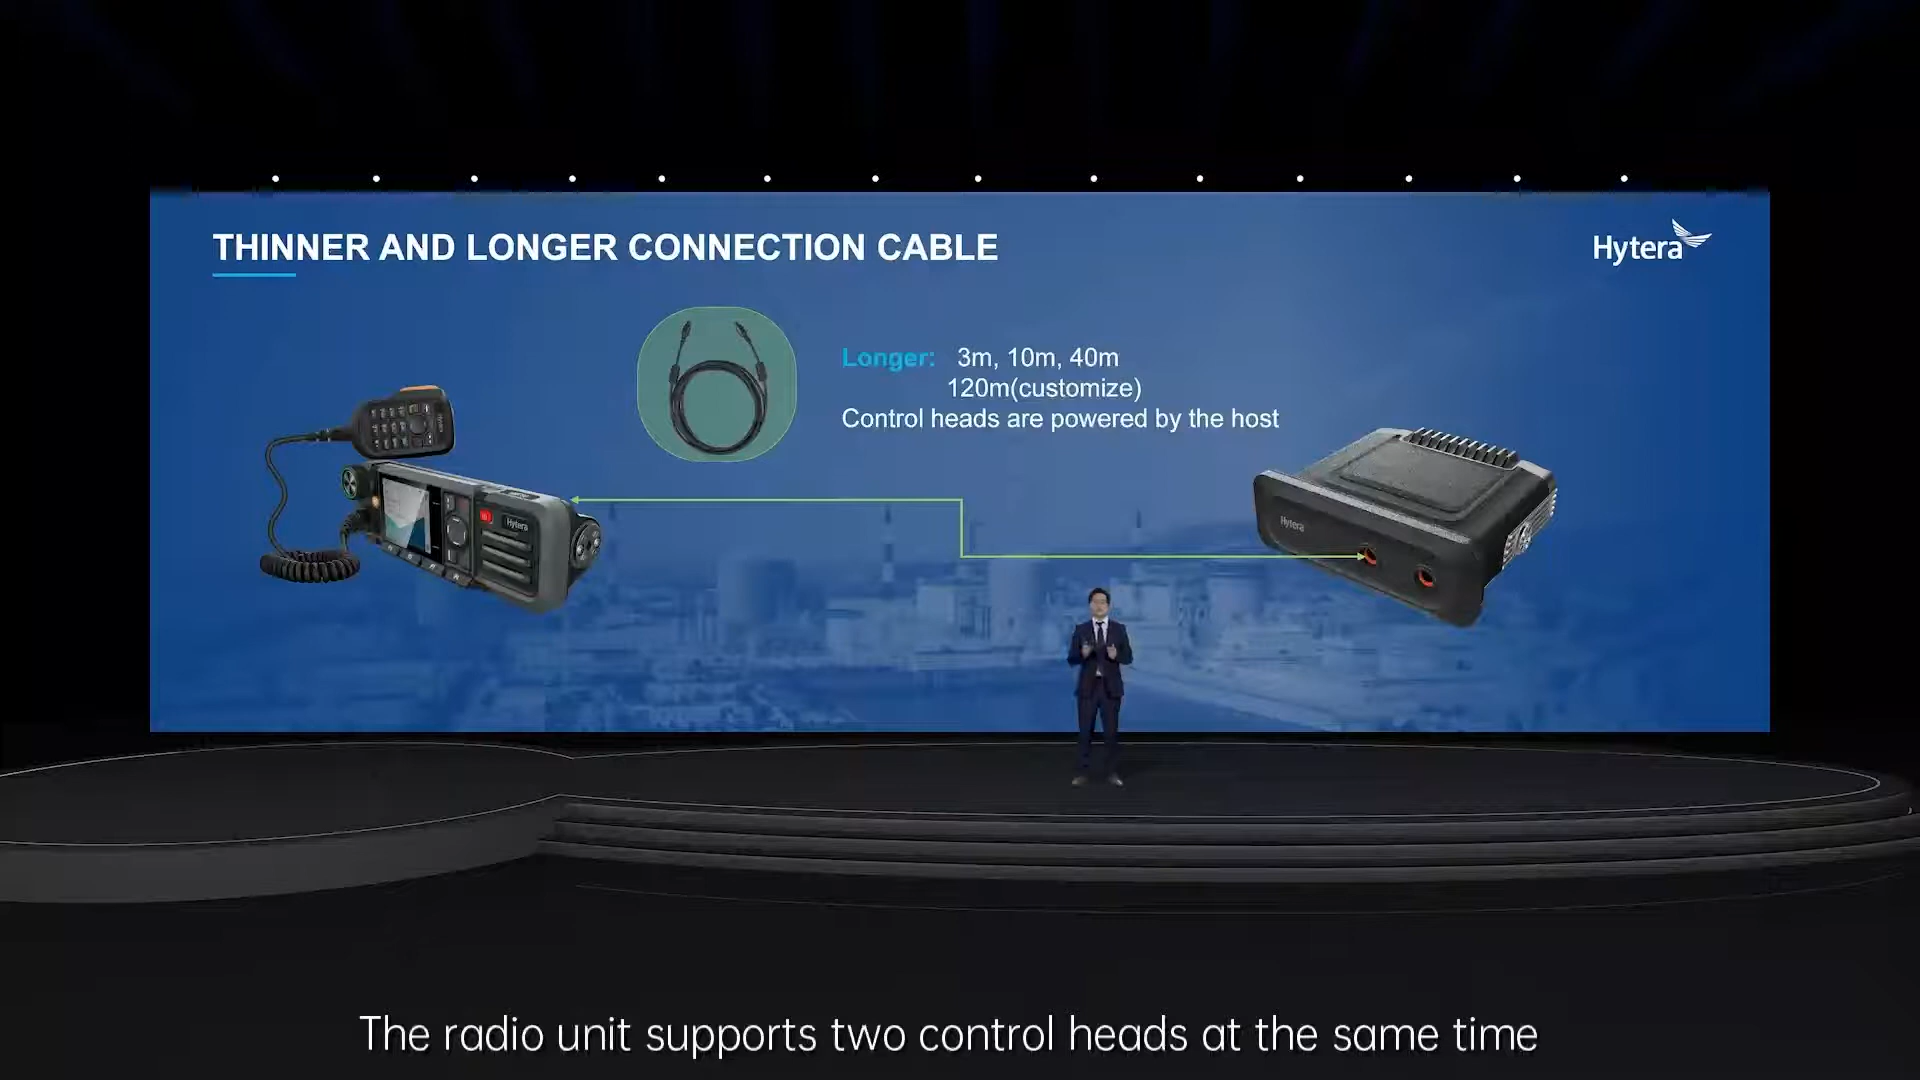 THINNER AND LONGER CONNECTION CABLE
Hytera
Longer: 3m, 10m, 40m
120m(customize)
Control heads are powered by the host
Hytera
Hytera
The radio unit supports two control heads at the same time